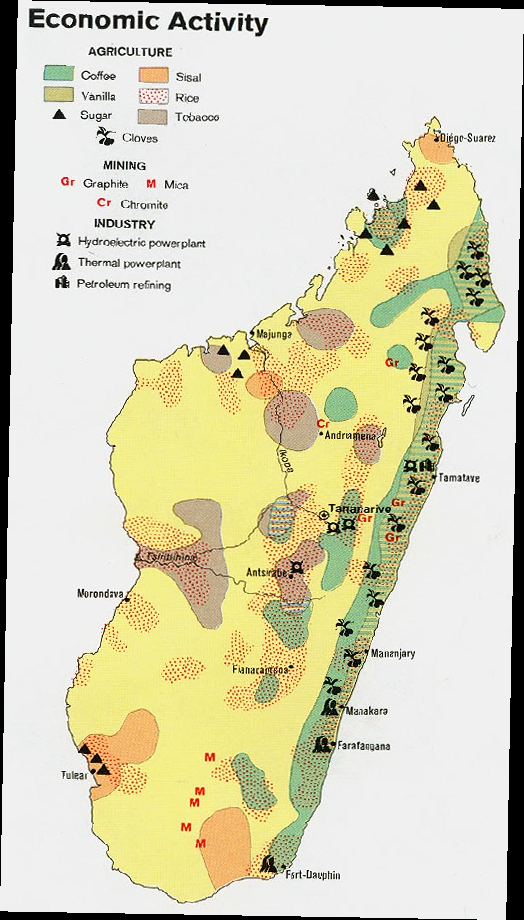 Economic Activity
AGRICULTURE
Coffee
Sisal
Vanilla
Rice
Sugar
Tobacco
Cloves
MINING
Gr Graphite
M Mica
Cr Chromite
INDUSTRY
Hydroelectric powerplant
Thermal powerplant
Petroleum refining
Diégo-Suarez
Majunga
Gr
Cr
Andriamena
Ikopa
Tamatave
Gr
Tananarive
Gr
Gr
Tsiribihina
Antsirabe
Morondava
Mananjary
Fianarantsoa
Manakara
Farafangana
M
Tulear
M
M
M
M
Fort-Dauphin